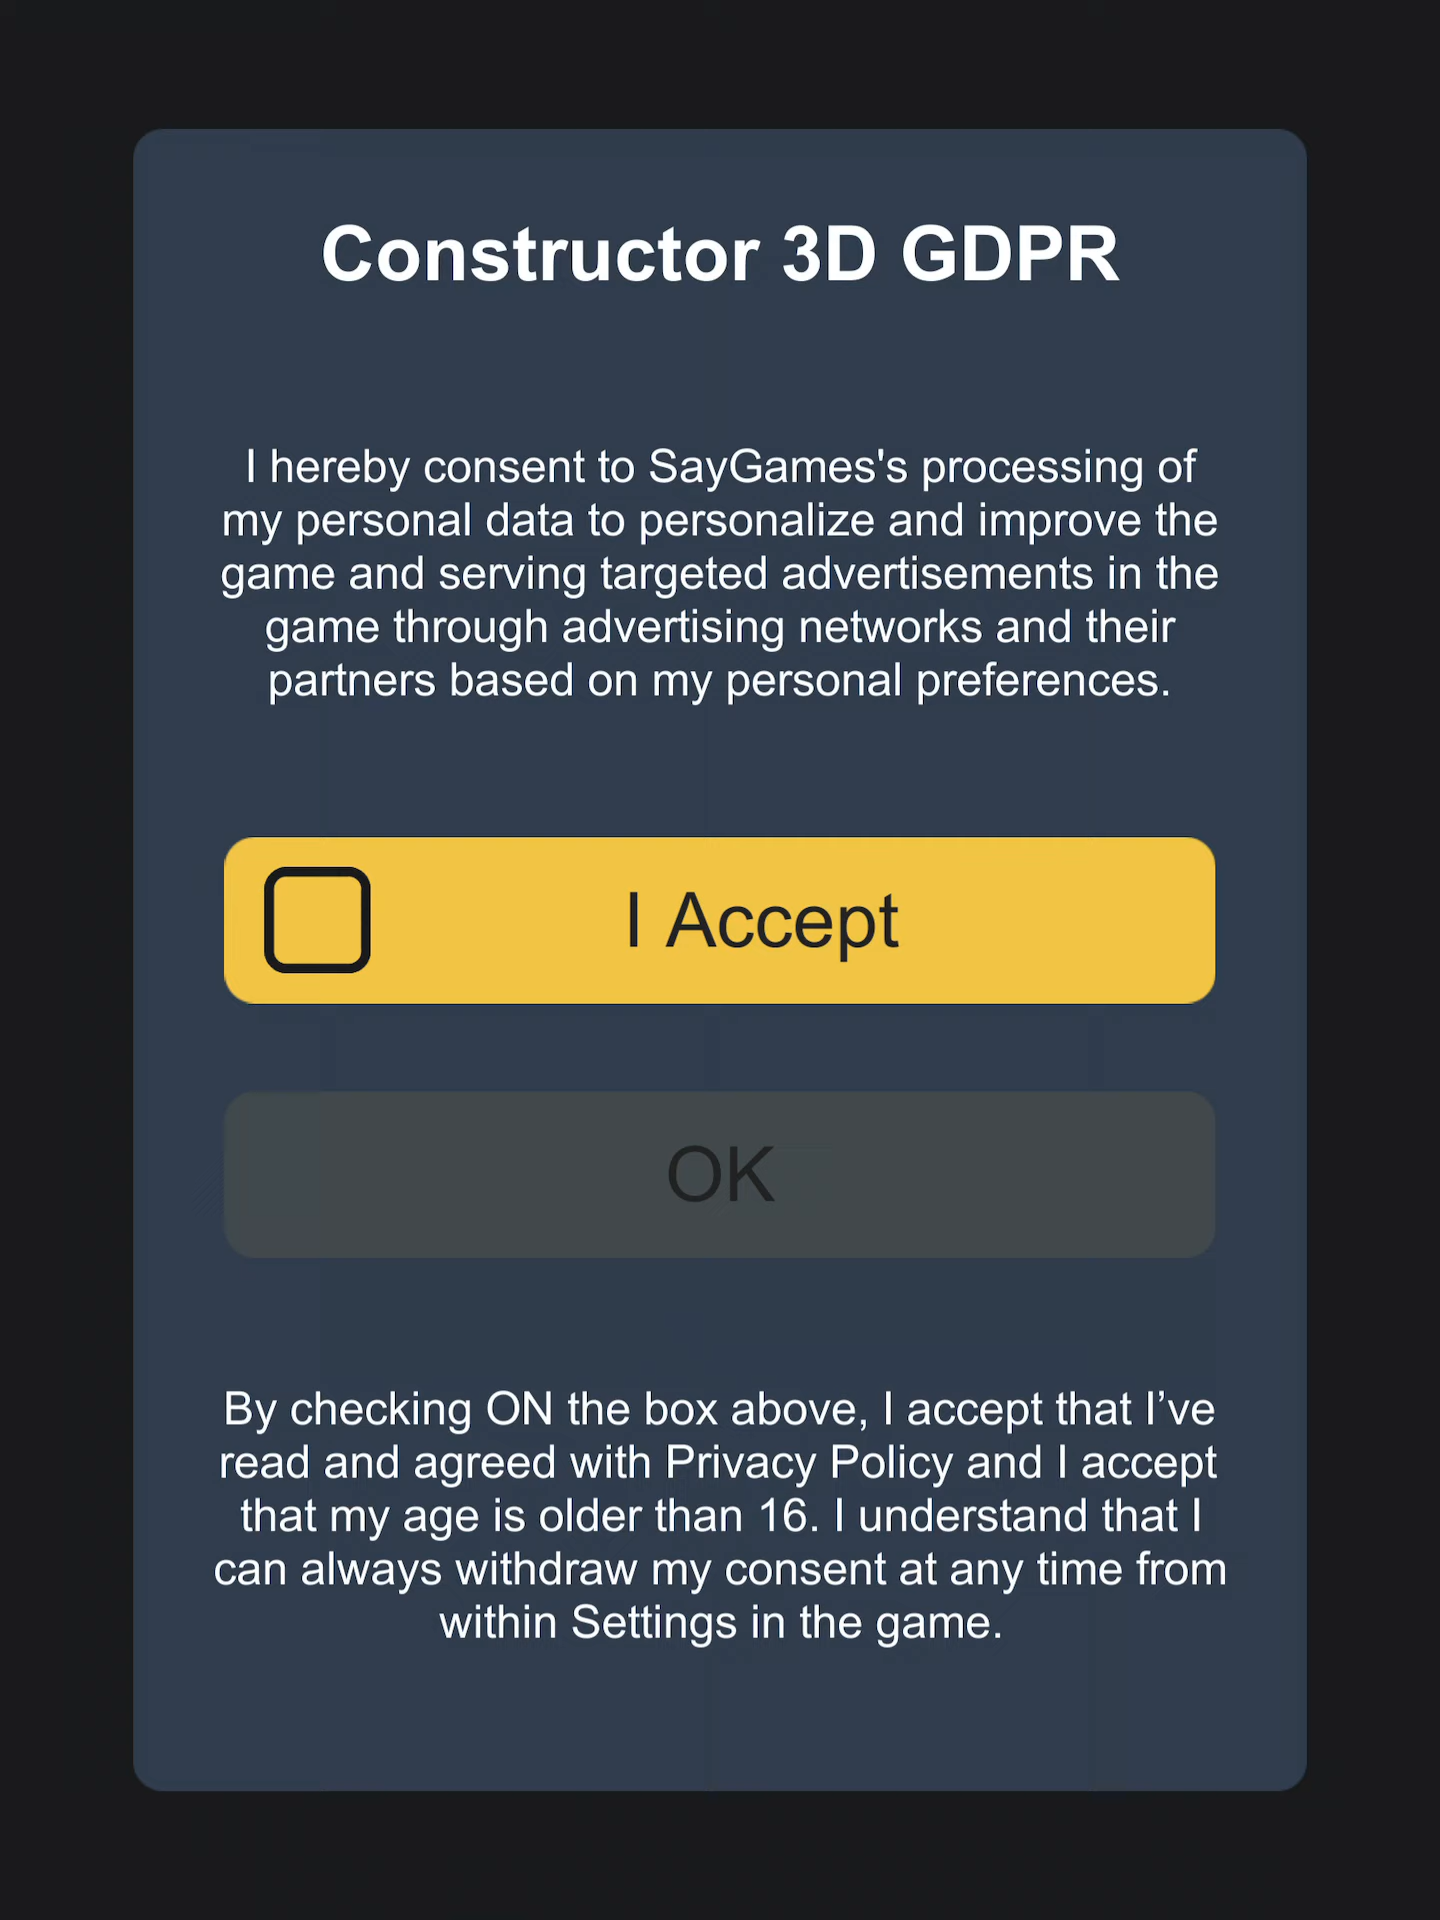 Constructor 3D GDPR
I hereby consent to SayGames's processing of
my personal data to personalize and improve the
game and serving targeted advertisements in the
game through advertising networks and their
partners based on my personal preferences.
I Accept
OK
By checking ON the box above, I accept that I’ve
read and agreed with Privacy Policy and I accept
that my age is older than 16. I understand that I
can always withdraw my consent at any time from
within Settings in the game.